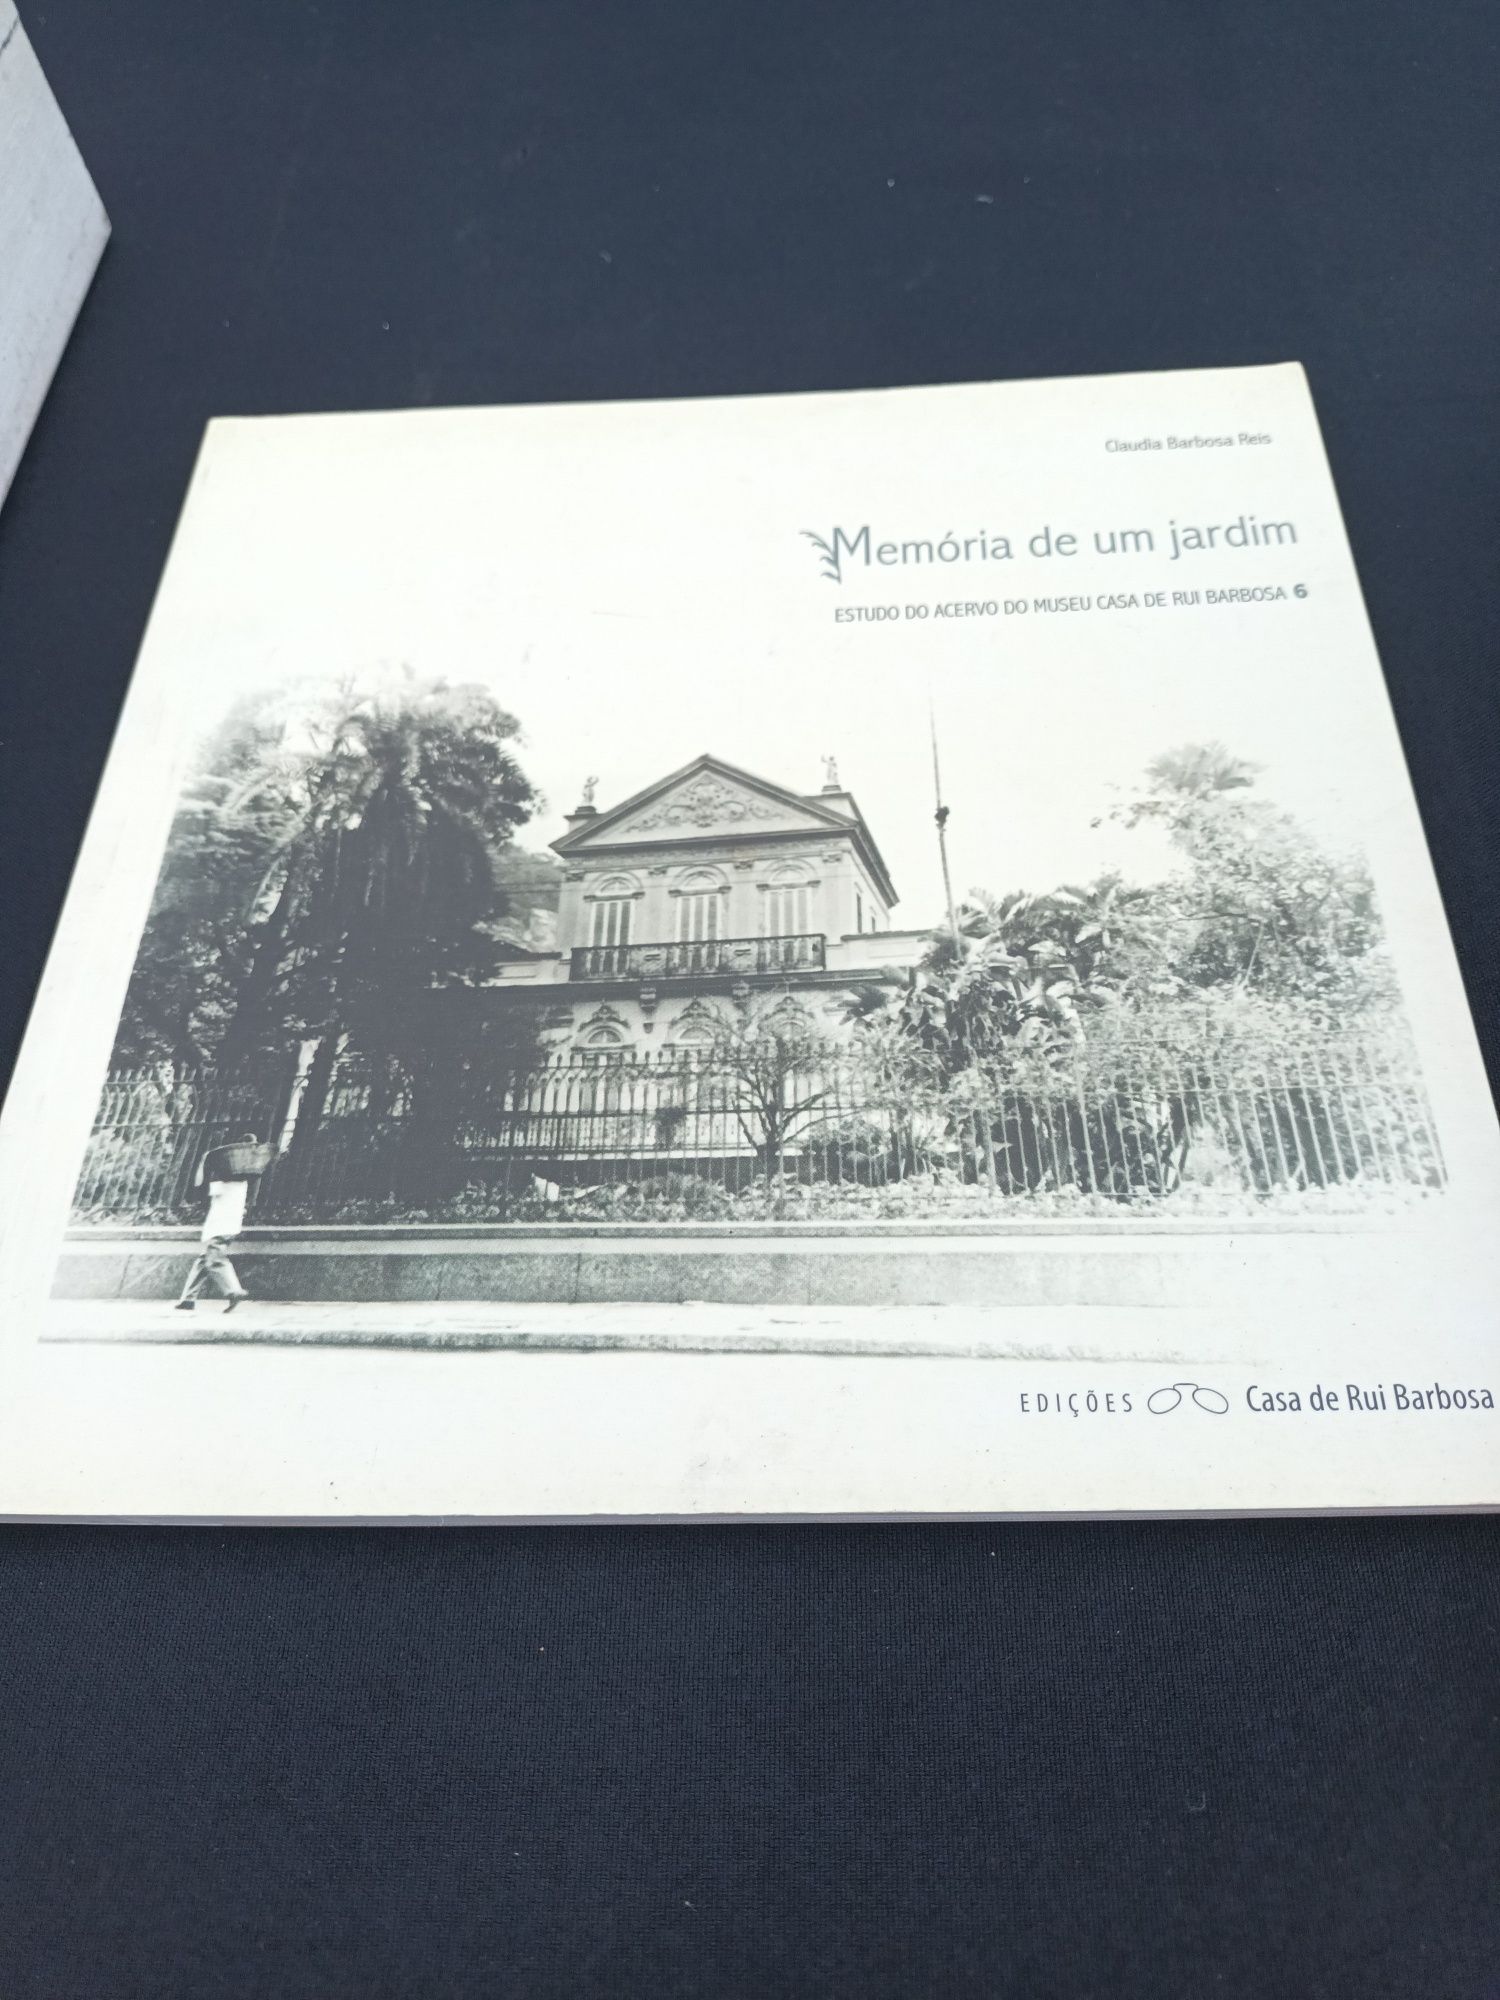 Claudia Barbosa Reis
Memória de um jardim
ESTUDO DO ACERVO DO MUSEU CASA DE RUI BARBOSA 6
EDIÇÕES Casa de Rui Barbosa